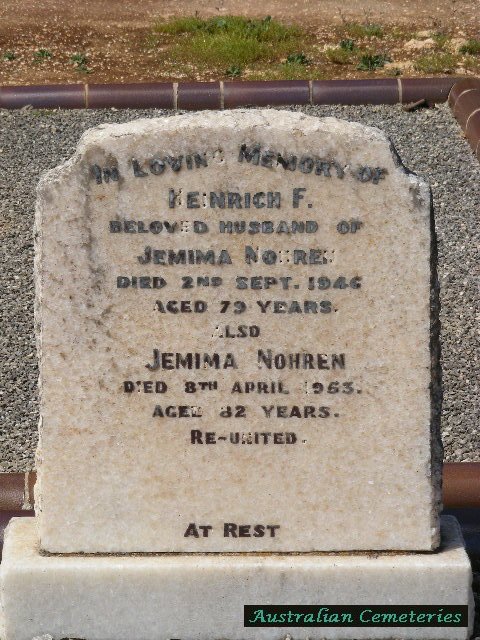 In Loving Memory of
Heinrich F.
beloved husband of
Jemima Nohren
died 2nd Sept. 1946
aged 79 years.
also
Jemima Nohren
died 8th April 1953.
aged 82 years.
Re-united.
At Rest
Australian Cemeteries